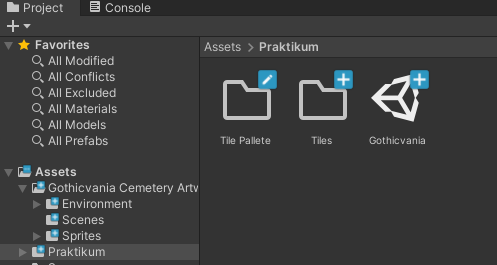 Project
Console
Favorites
All Modified
All Conflicts
All Excluded
All Materials
All Models
All Prefabs
Assets
Gothicvania Cemetery Artw
Environment
Scenes
Sprites
Praktikum
Assets > Praktikum
Tile Pallete
Tiles
Gothicvania